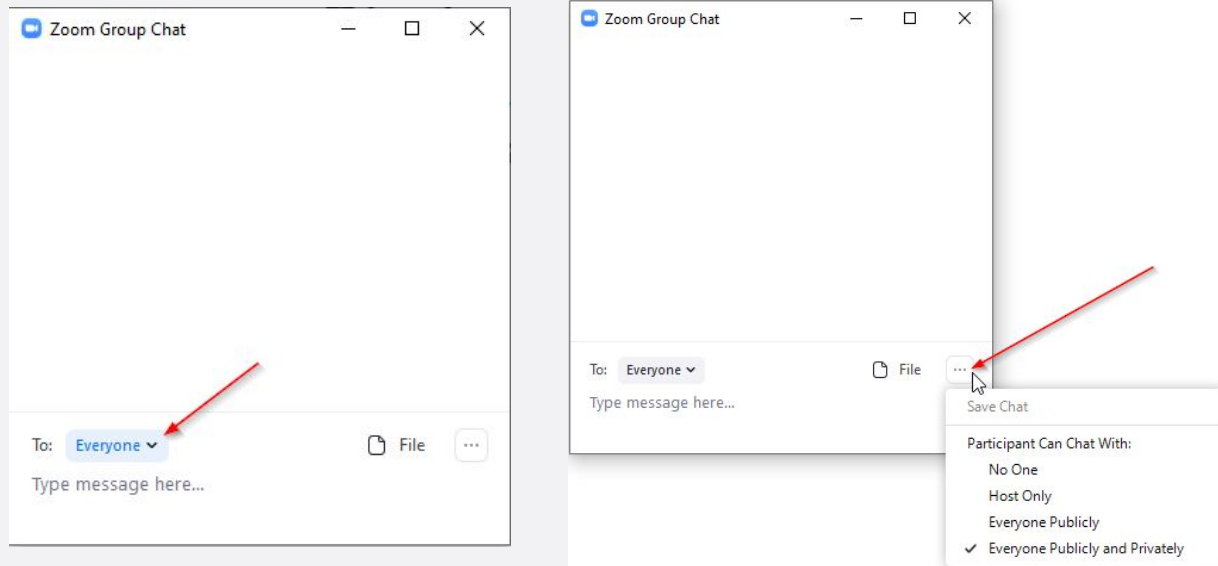 Zoom Group Chat
To: Everyone
File
...
Type message here...
Zoom Group Chat
To: Everyone
File
...
Type message here...
Save Chat
Participant Can Chat With:
No One
Host Only
Everyone Publicly
Everyone Publicly and Privately